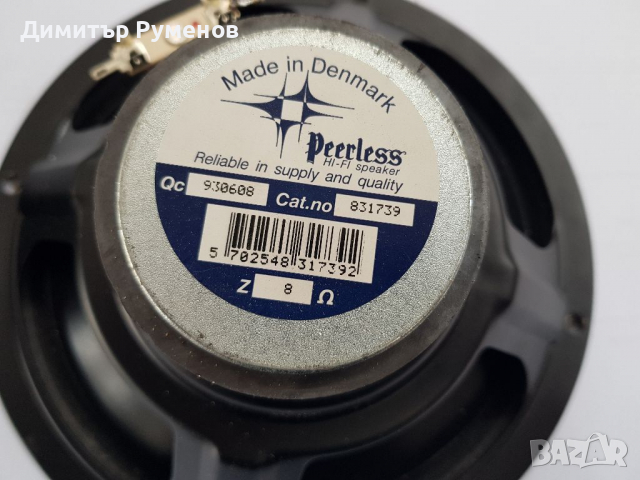 Димитър Руменов
Made in Denmark
Peerless
HI-FI speaker
Reliable in supply and quality
Qc 930608 Cat.no 831739
5 702548 317392
Z 8 Ω
BAZAR